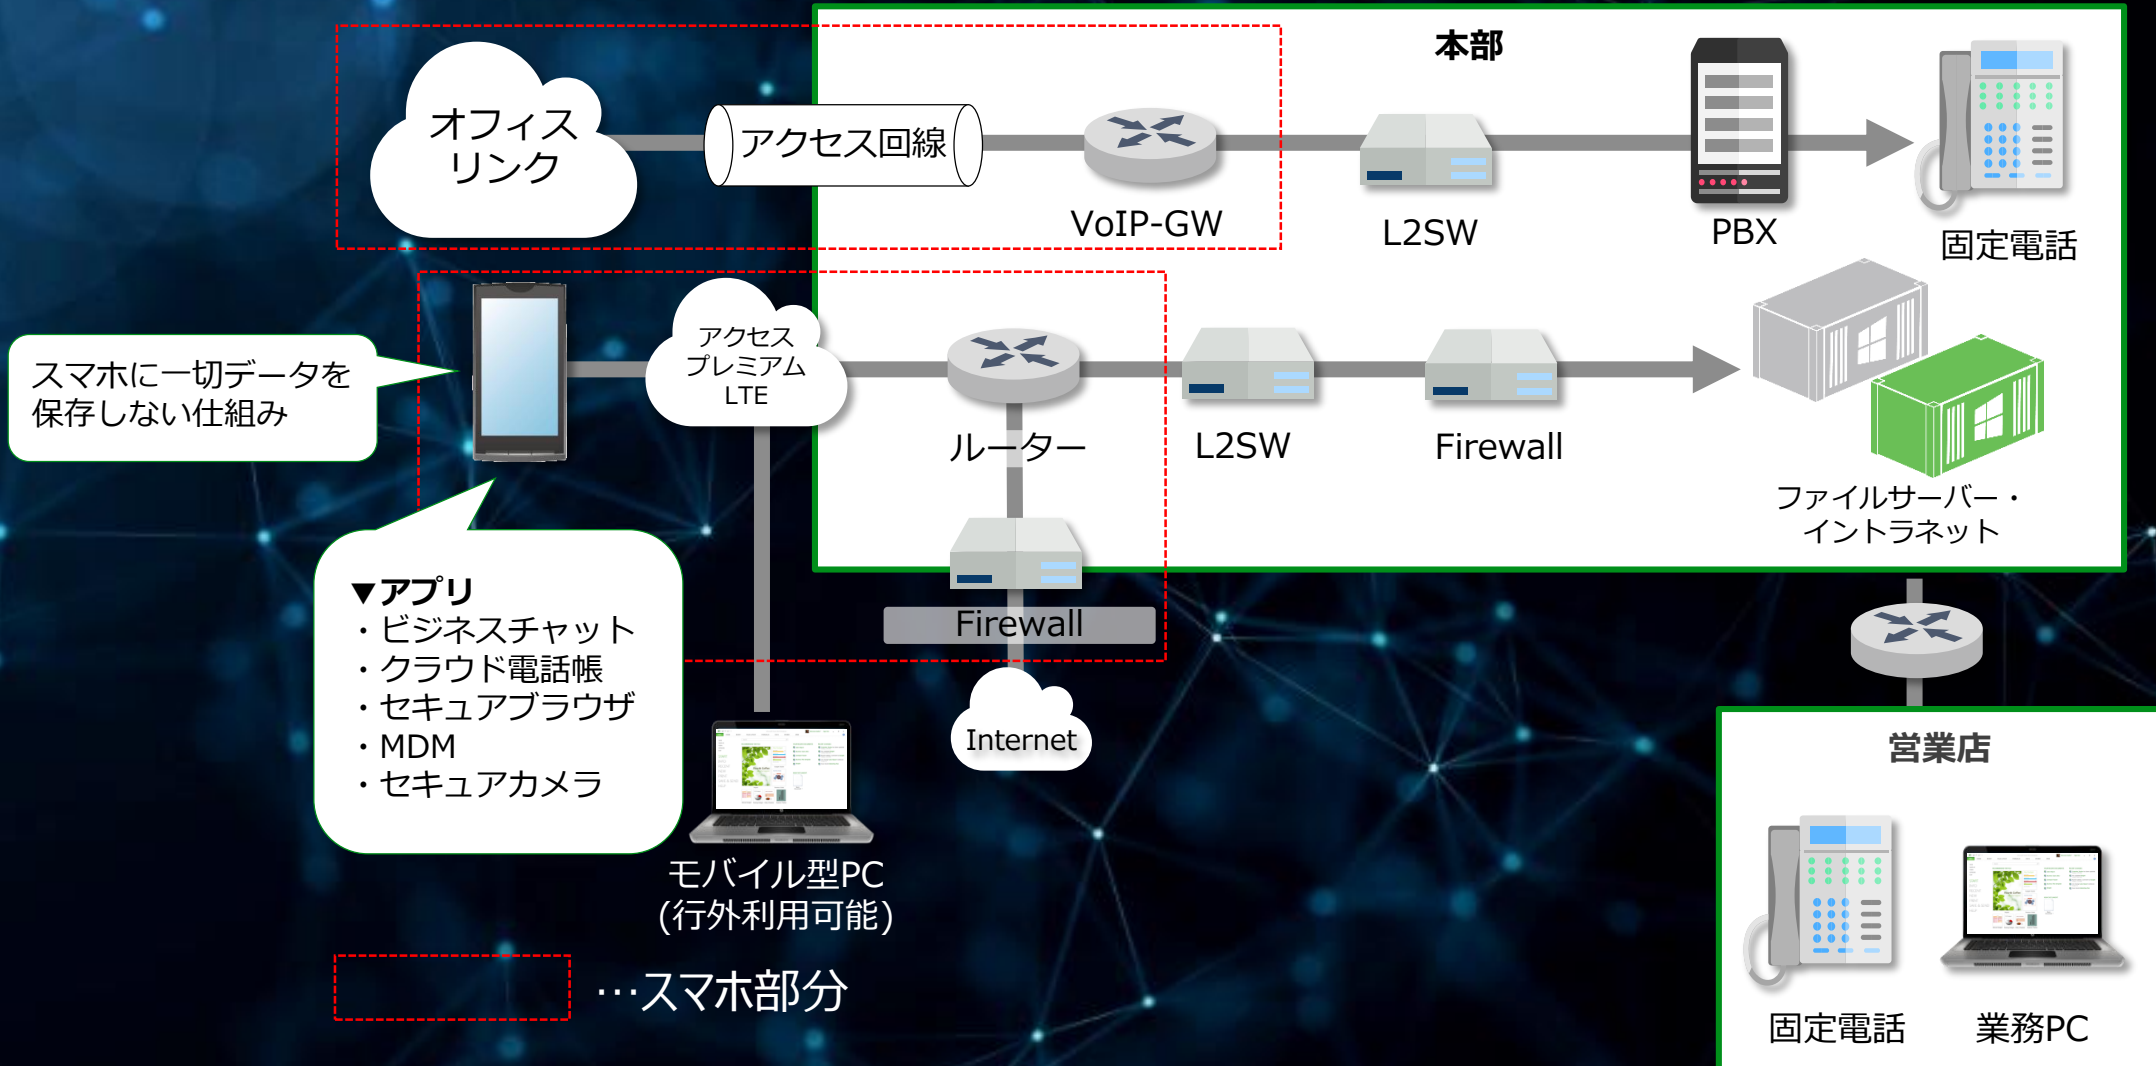 本部
オフィス
リンク
アクセス回線
VoIP-GW
L2SW
PBX
固定電話
スマホに一切データを
保存しない仕組み
アクセス
プレミアム
LTE
ルーター
L2SW
Firewall
ファイルサーバー・
イントラネット
▼アプリ
・ビジネスチャット
・クラウド電話帳
・セキュアブラウザ
・MDM
・セキュアカメラ
Firewall
Internet
モバイル型PC
(行外利用可能)
…スマホ部分
営業店
固定電話
業務PC